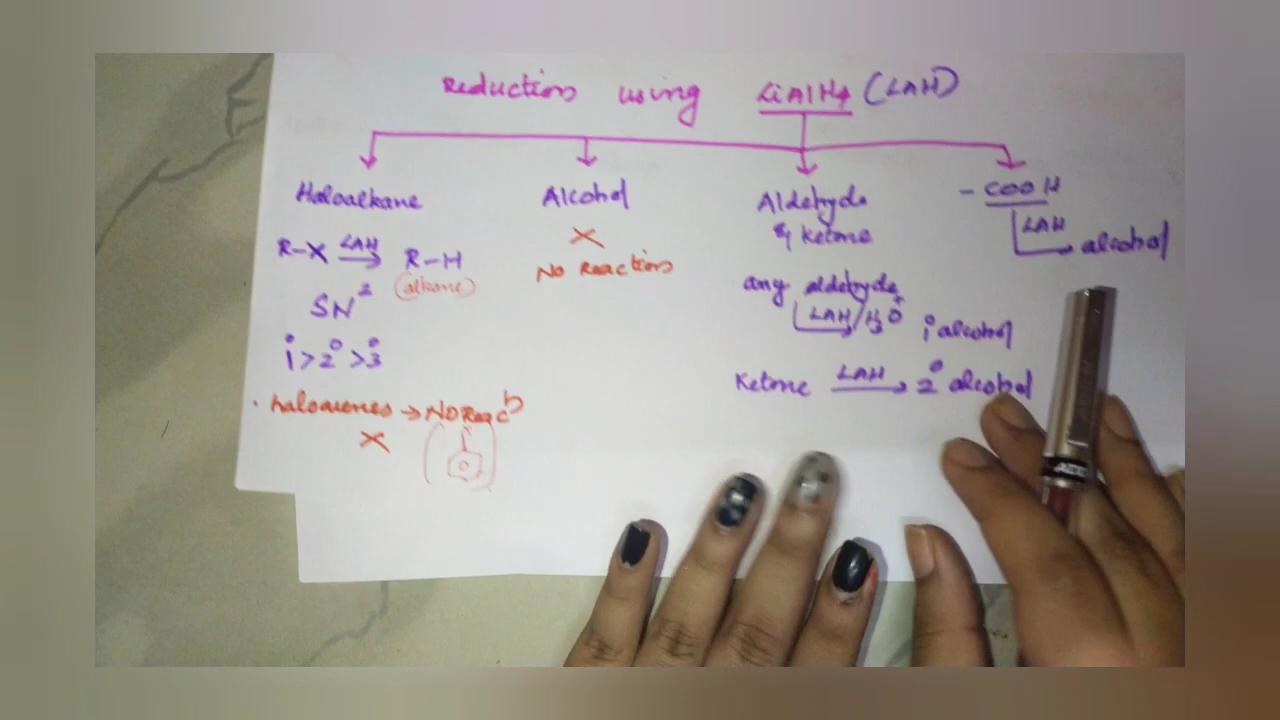 Reduction using LiAlH4 (LAH)
Haloalkane
R-X LAH→ R-H
(alkane)
SN2
1° > 2° > 3°
· haloarenes → NO Reacn
×
Alcohol
×
No Reaction
Aldehyde
& Ketone
any aldehyde
LAH/H3O+ → 1° alcohol
Ketone LAH→ 2° alcohol
- COOH
LAH → alcohol